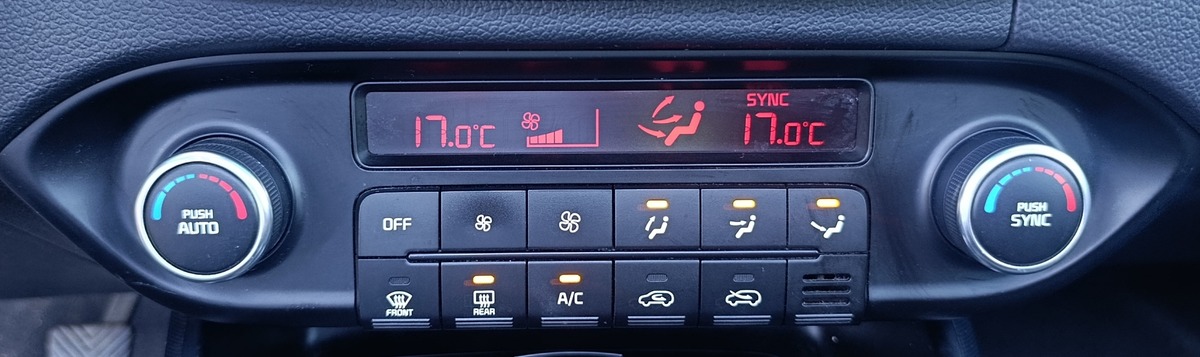 SYNC
17.0°C 17.0°C
PUSH
AUTO
OFF
PUSH
SYNC
FRONT
REAR
A/C